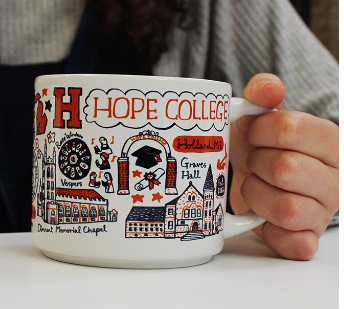 H HOPE COLLEGE
Holland, MI
Graves
Hall
Vespers
Dimnent Memorial Chapel